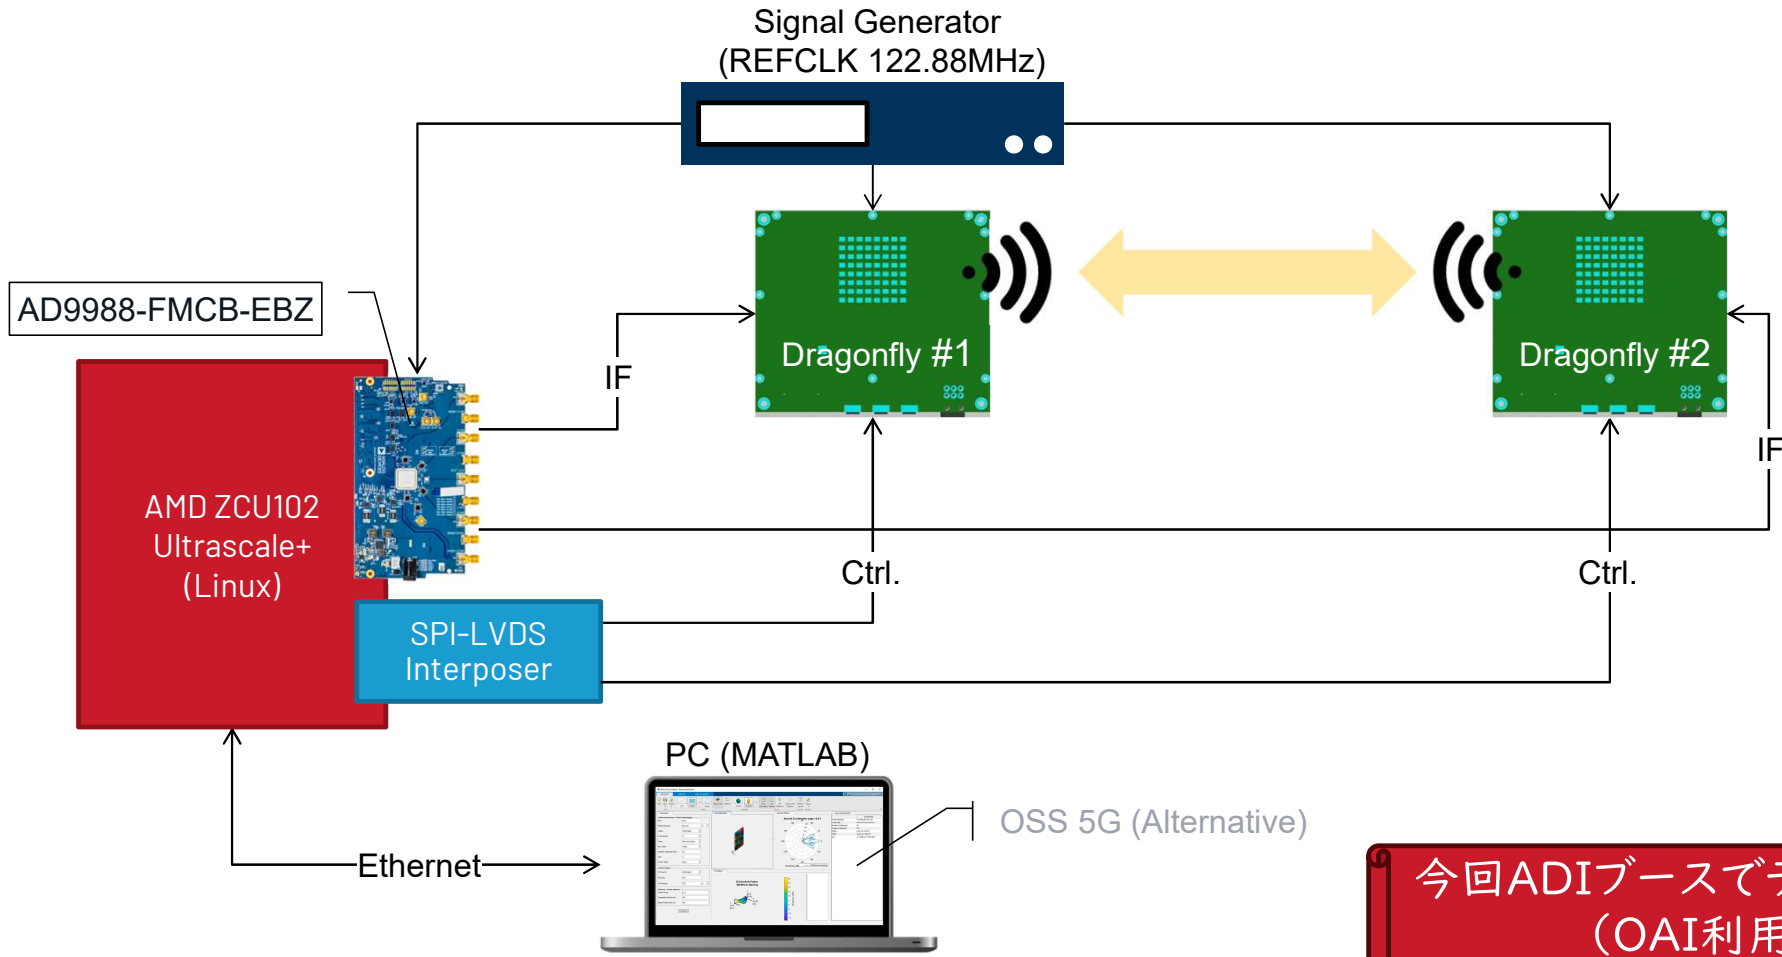 Signal Generator
(REFCLK 122.88MHz)
AD9988-FMCB-EBZ
Dragonfly #1
Dragonfly #2
IF
IF
AMD ZCU102
Ultrascale+
(Linux)
Ctrl.
Ctrl.
SPI-LVDS
Interposer
PC (MATLAB)
OSS 5G (Alternative)
Ethernet
今回ADIブースでデ
(OAI利用